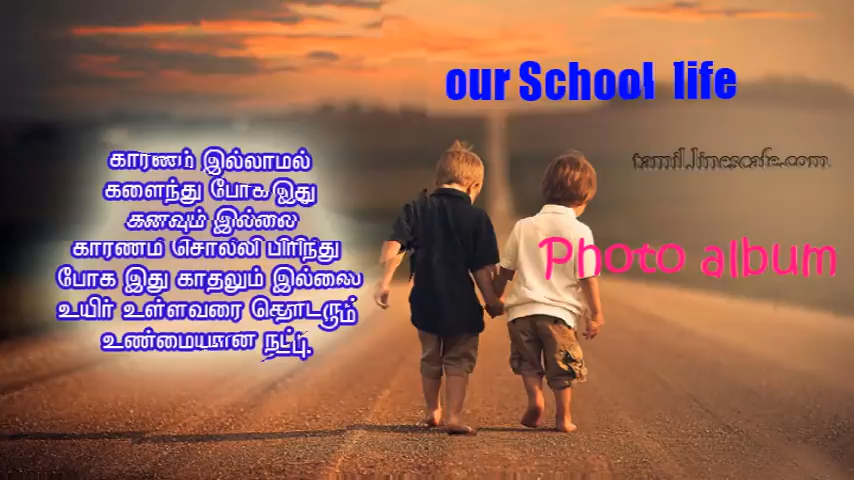 our School life
tamil.linescafe.com
Photo album
காரணம் இல்லாமல்
களைந்து போக இது
கனவும் இல்லை
காரணம் சொல்லி பிரிந்து
போக இது காதலும் இல்லை
உயிர் உள்ளவரை தொடரும்
உண்மையான நட்பு.